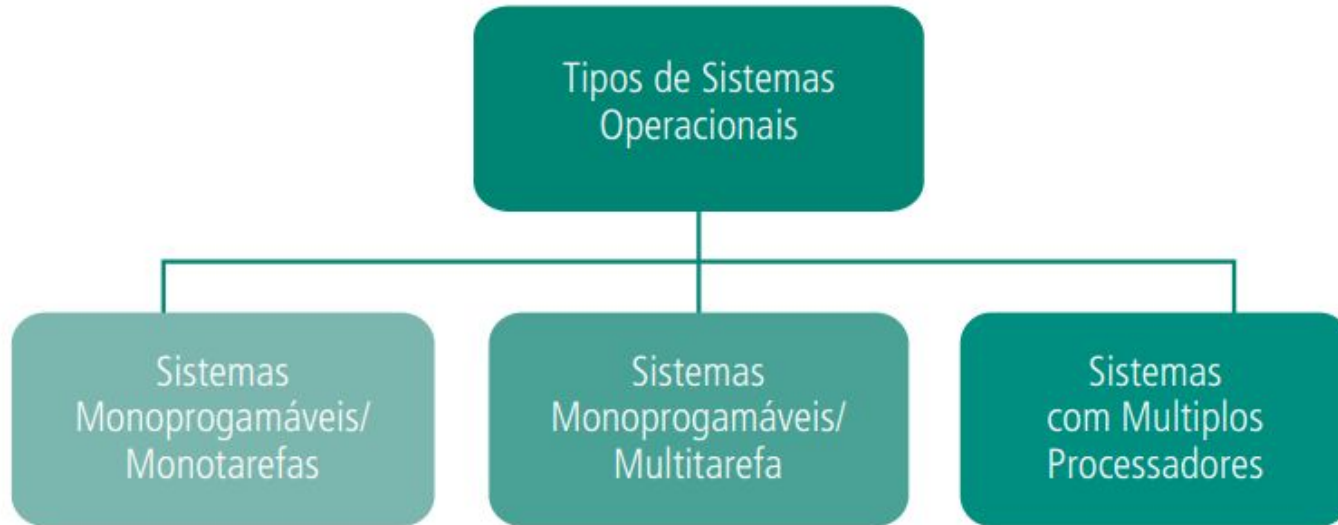 Tipos de Sistemas
Operacionais
Sistemas
Monoprogamáveis/
Monotarefas
Sistemas
Monoprogamáveis/
Multitarefa
Sistemas
com Multiplos
Processadores